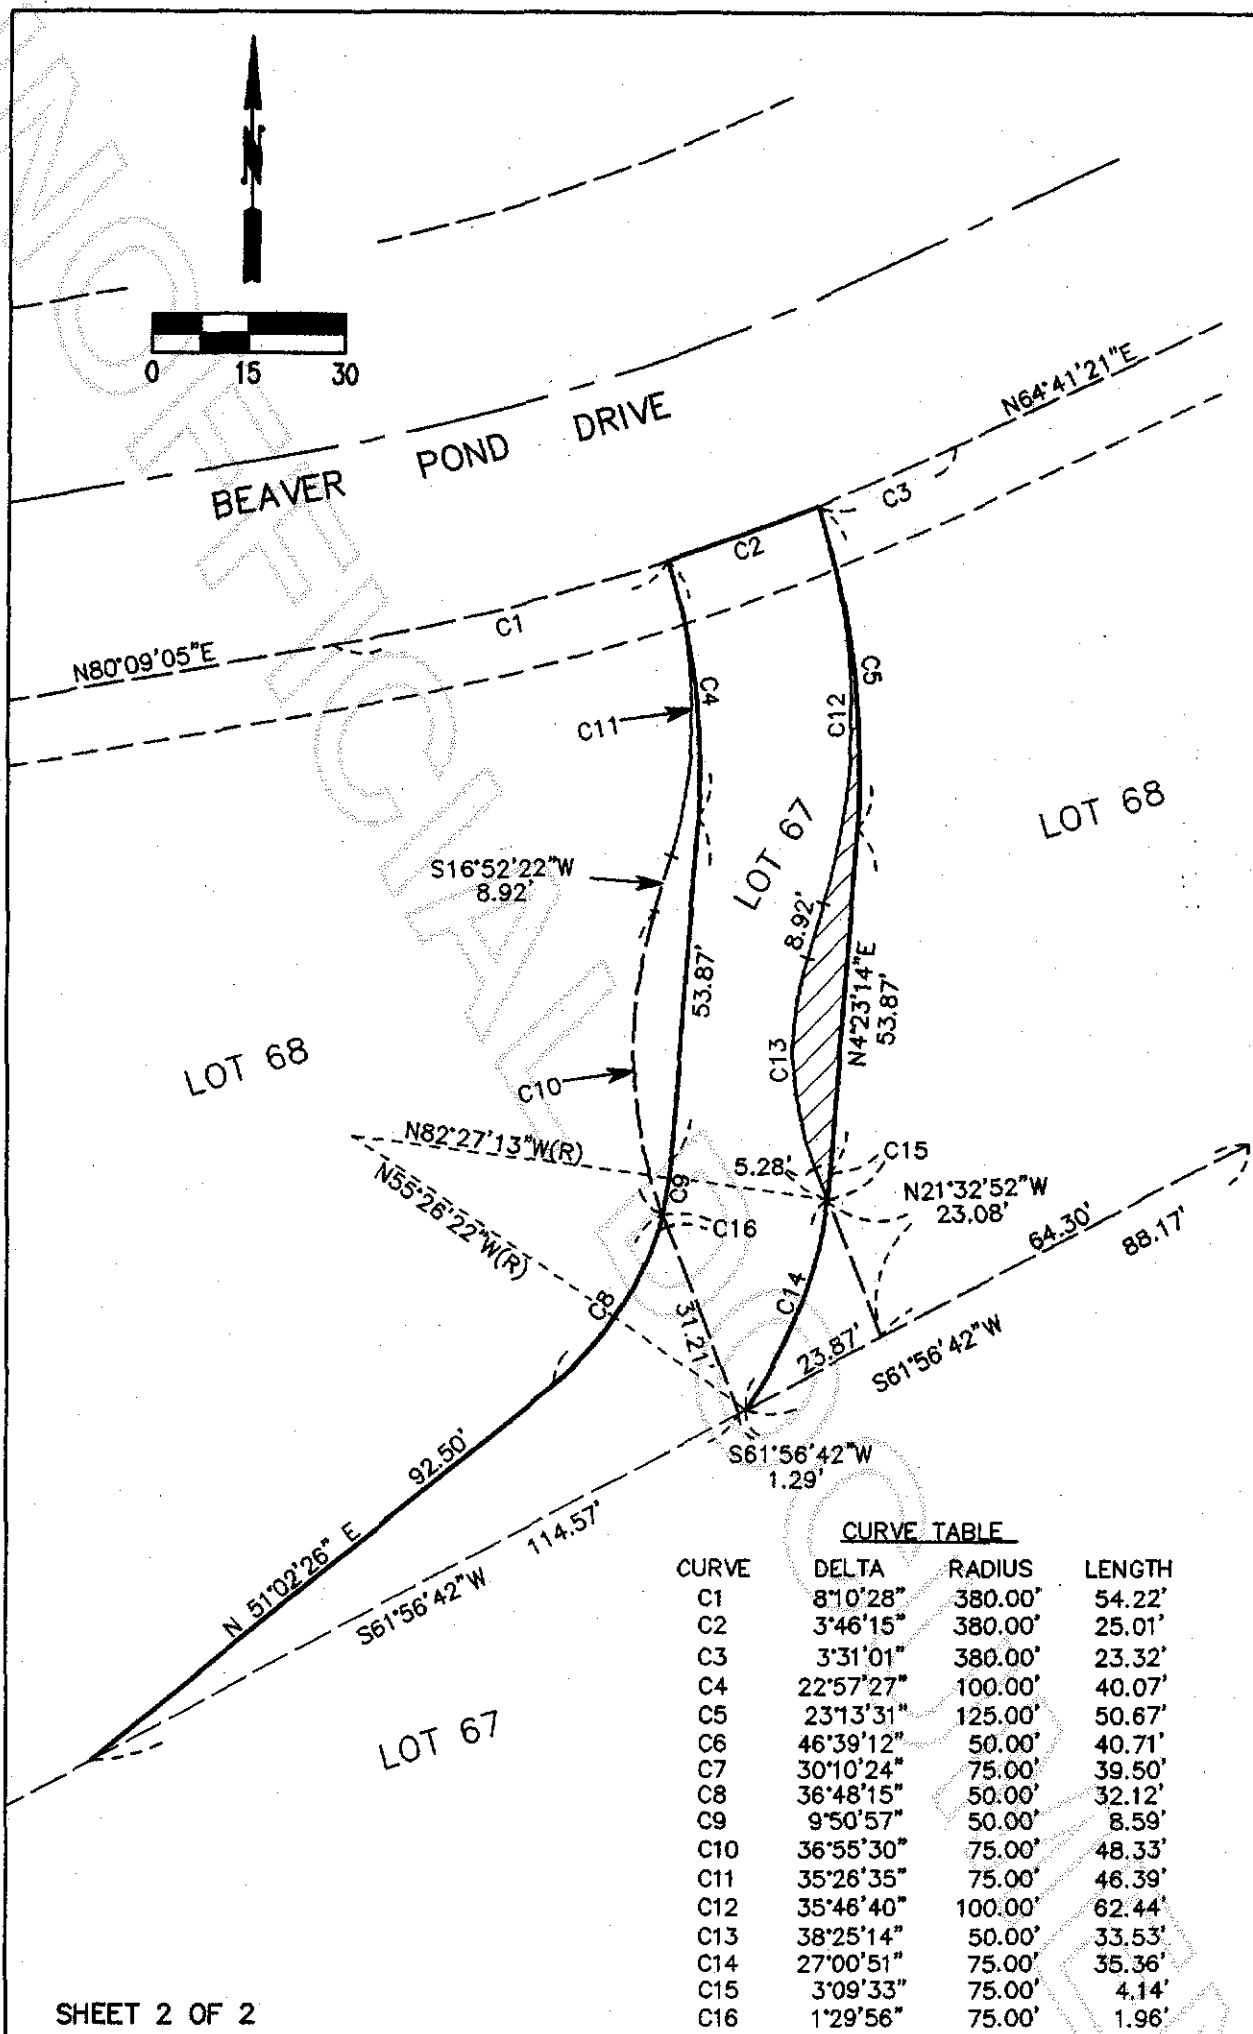 N
0 15 30
BEAVER POND DRIVE
N64°41'21"E
C3
C2
C1
N80°09'05"E
C4
C5
C11
C12
LOT 67
LOT 68
S16°52'22"W
8.92'
8.92'
53.87'
N4°23'14"E
53.87'
C13
LOT 68
C10
N82°27'13"W(R)
C9
5.28'
C15
N55°26'22"W(R)
C16
N21°32'52"W
23.08'
64.30'
88.17'
C8
31.21'
C14
23.87'
S61°56'42"W
S61°56'42"W
1.29'
92.50'
N 51°02'26" E
114.57'
S61°56'42"W
LOT 67
CURVE TABLE
CURVE DELTA RADIUS LENGTH
C1 8°10'28" 380.00' 54.22'
C2 3°46'15" 380.00' 25.01'
C3 3°31'01" 380.00' 23.32'
C4 22°57'27" 100.00' 40.07'
C5 23°13'31" 125.00' 50.67'
C6 46°39'12" 50.00' 40.71'
C7 30°10'24" 75.00' 39.50'
C8 36°48'15" 50.00' 32.12'
C9 9°50'57" 50.00' 8.59'
C10 36°55'30" 75.00' 48.33'
C11 35°26'35" 75.00' 46.39'
C12 35°46'40" 100.00' 62.44'
C13 38°25'14" 50.00' 33.53'
C14 27°00'51" 75.00' 35.36'
C15 3°09'33" 75.00' 4.14'
C16 1°29'56" 75.00' 1.96'
SHEET 2 OF 2